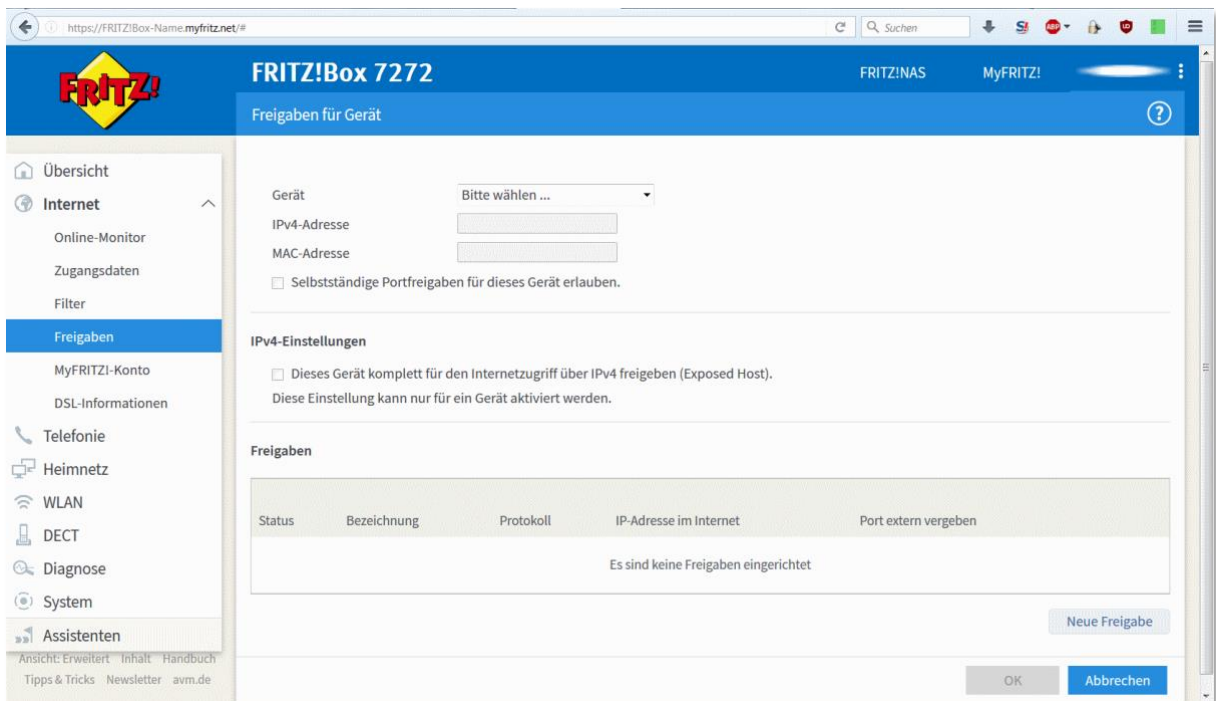 https://FRITZ!Box-Name.myfritz.net/#
Suchen
ABP
FRITZ!
FRITZ!Box 7272
FRITZ!NAS
MyFRITZ!
Freigaben für Gerät
?
Übersicht
Internet
Online-Monitor
Zugangsdaten
Filter
Freigaben
MyFRITZ!-Konto
DSL-Informationen
Telefonie
Heimnetz
WLAN
DECT
Diagnose
System
Assistenten
Ansicht: Erweitert Inhalt Handbuch
Tipps & Tricks Newsletter avm.de
Gerät Bitte wählen ...
IPv4-Adresse
MAC-Adresse
Selbstständige Portfreigaben für dieses Gerät erlauben.
IPv4-Einstellungen
Dieses Gerät komplett für den Internetzugriff über IPv4 freigeben (Exposed Host).
Diese Einstellung kann nur für ein Gerät aktiviert werden.
Freigaben
Status Bezeichnung Protokoll IP-Adresse im Internet Port extern vergeben
Es sind keine Freigaben eingerichtet
Neue Freigabe
OK Abbrechen